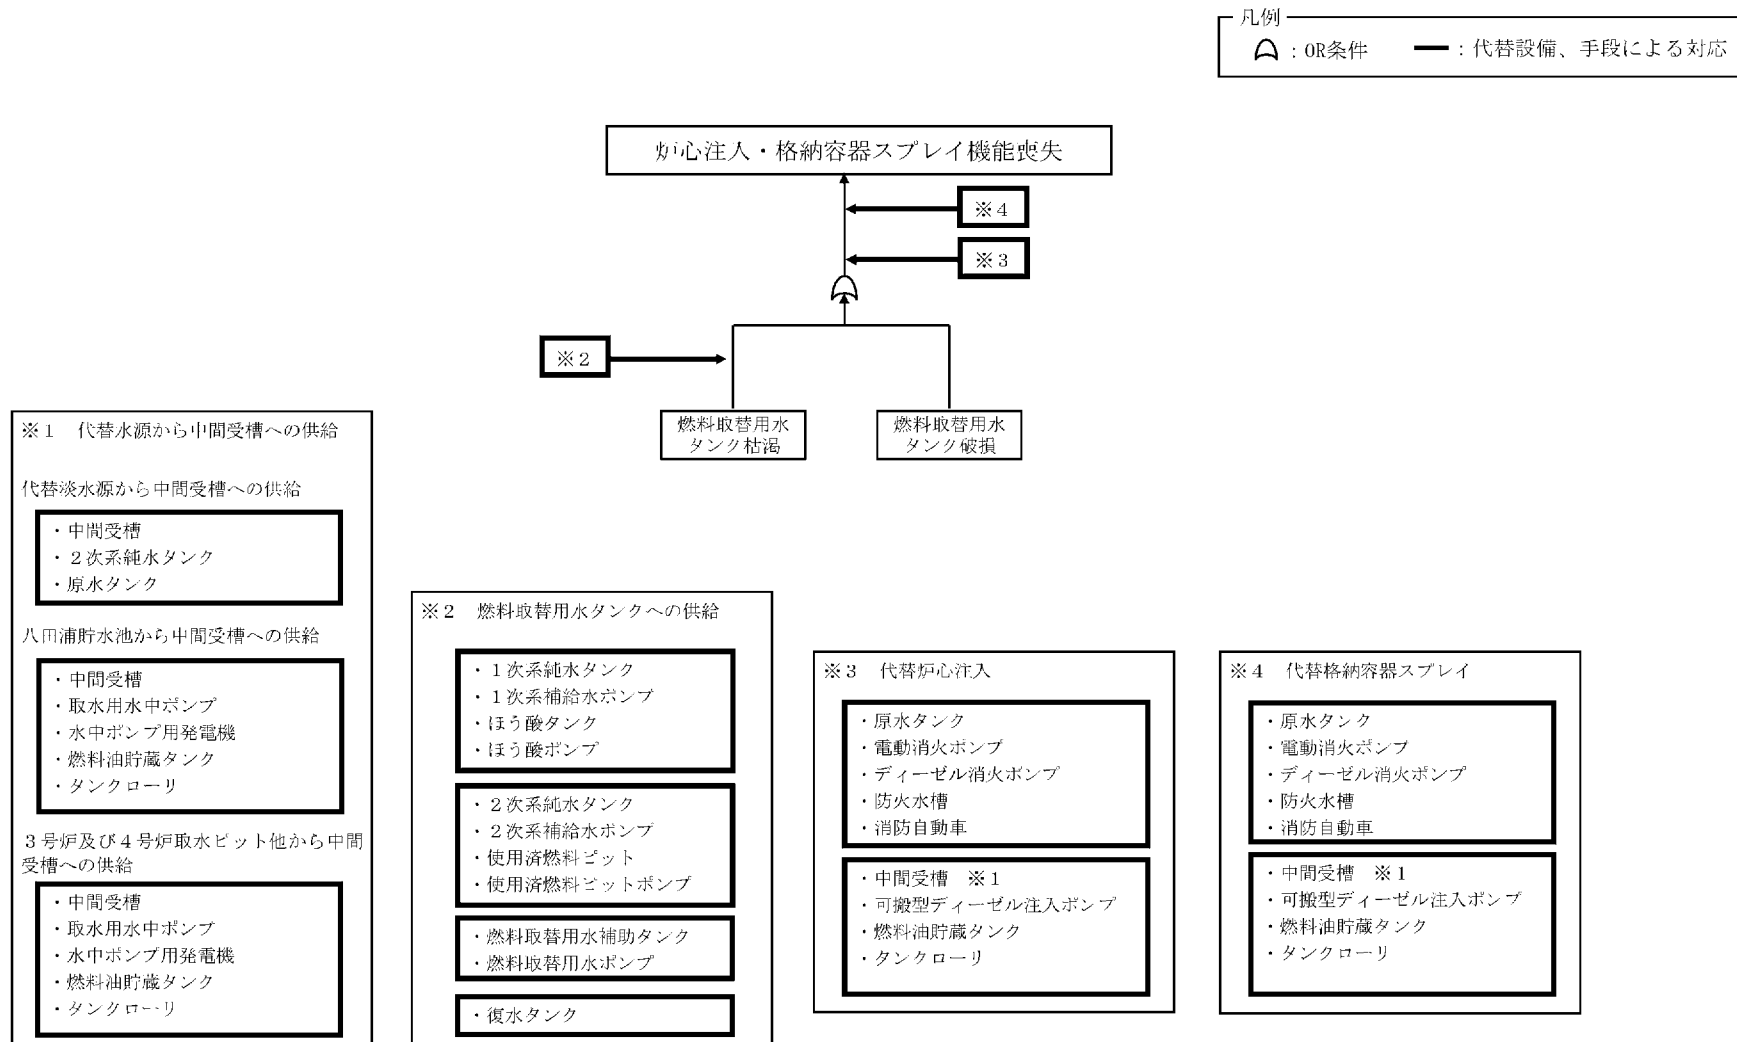 凡例
：OR条件
：代替設備、手段による対応
炉心注入・格納容器スプレイ機能喪失
※４
※３
※２
燃料取替用水
タンク枯渇
燃料取替用水
タンク破損
※１　代替水源から中間受槽への供給
代替淡水源から中間受槽への供給
・中間受槽
・２次系純水タンク
・原水タンク
八田浦貯水池から中間受槽への供給
・中間受槽
・取水用水中ポンプ
・水中ポンプ用発電機
・燃料油貯蔵タンク
・タンクローリ
３号炉及び４号炉取水ピット他から中間
受槽への供給
・中間受槽
・取水用水中ポンプ
・水中ポンプ用発電機
・燃料油貯蔵タンク
・タンクローリ
※２　燃料取替用水タンクへの供給
・１次系純水タンク
・１次系補給水ポンプ
・ほう酸タンク
・ほう酸ポンプ
・２次系純水タンク
・２次系補給水ポンプ
・使用済燃料ピット
・使用済燃料ピットポンプ
・燃料取替用水補助タンク
・燃料取替用水ポンプ
・復水タンク
※３　代替炉心注入
・原水タンク
・電動消火ポンプ
・ディーゼル消火ポンプ
・防火水槽
・消防自動車
・中間受槽　※１
・可搬型ディーゼル注入ポンプ
・燃料油貯蔵タンク
・タンクローリ
※４　代替格納容器スプレイ
・原水タンク
・電動消火ポンプ
・ディーゼル消火ポンプ
・防火水槽
・消防自動車
・中間受槽　※１
・可搬型ディーゼル注入ポンプ
・燃料油貯蔵タンク
・タンクローリ